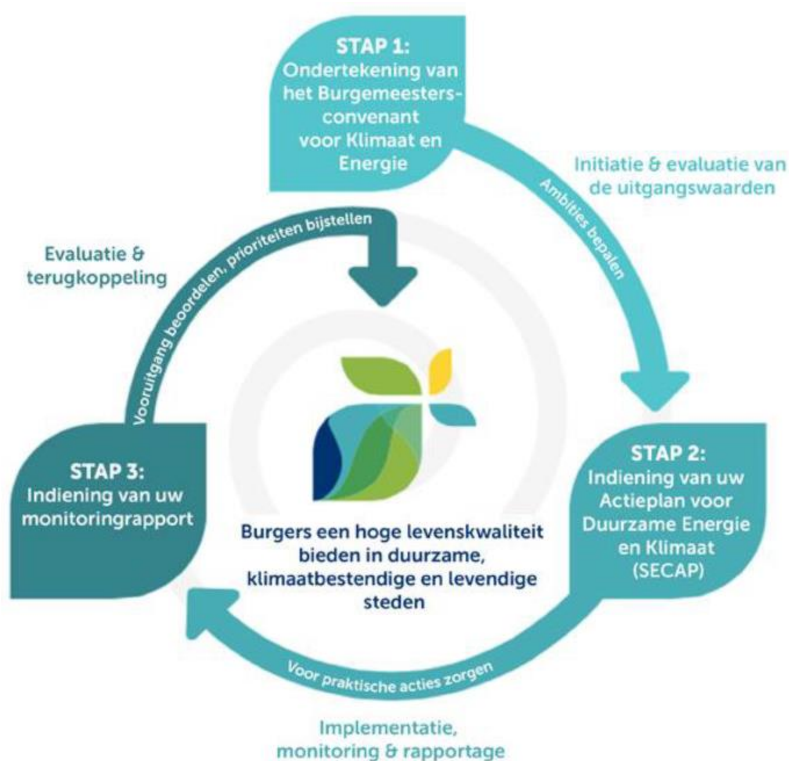 STAP 1:
Ondertekening van
het Burgemeesters-
convenant
voor Klimaat en
Energie
Initiatie & evaluatie van
de uitgangswaarden
Ambities bepalen
STAP 2:
Indiening van uw
Actieplan voor
Duurzame Energie
en Klimaat
(SECAP)
Voor praktische acties zorgen
Implementatie,
monitoring & rapportage
STAP 3:
Indiening van uw
monitoringrapport
Vooruitgang beoordelen, prioriteiten bijstellen
Evaluatie &
terugkoppeling
Burgers een hoge levenskwaliteit
bieden in duurzame,
klimaatbestendige en levendige
steden